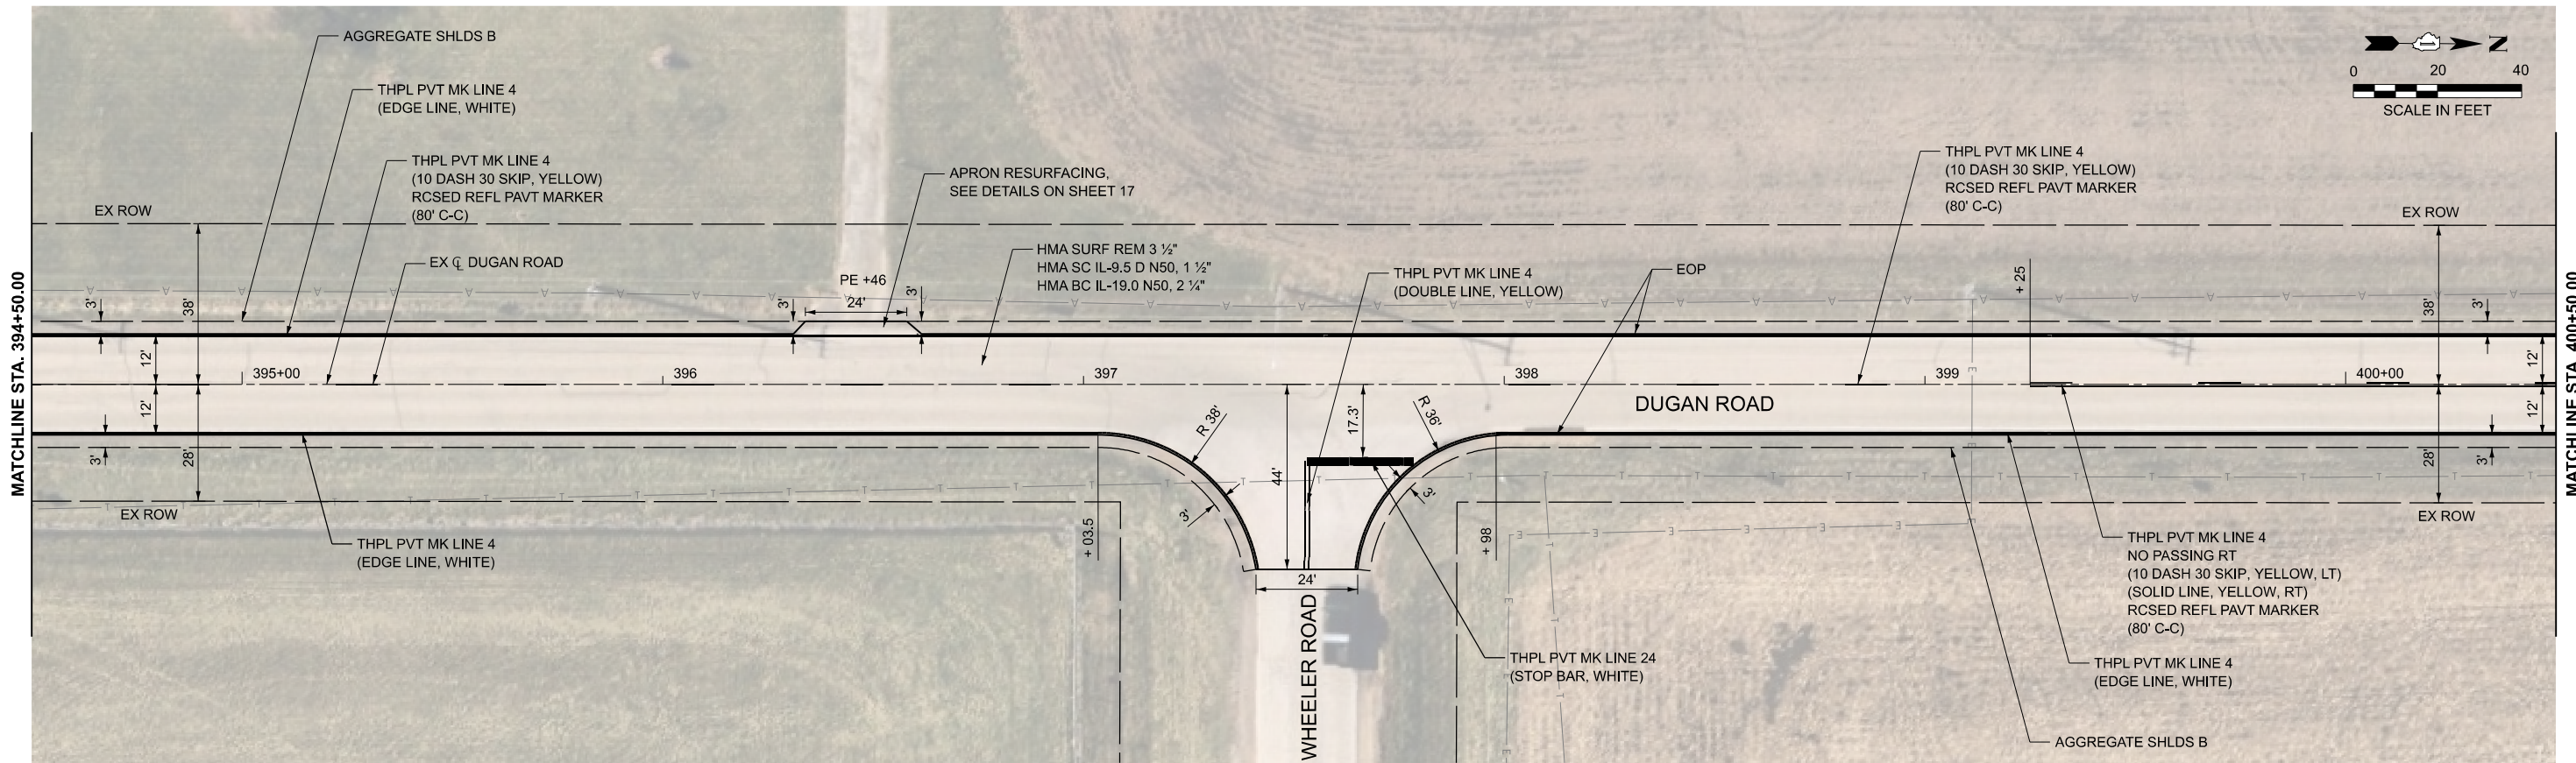 AGGREGATE SHLDS B
THPL PVT MK LINE 4
(EDGE LINE, WHITE)
THPL PVT MK LINE 4
(10 DASH 30 SKIP, YELLOW)
RCSED REFL PAVT MARKER
(80' C-C)
APRON RESURFACING,
SEE DETAILS ON SHEET 17
THPL PVT MK LINE 4
(10 DASH 30 SKIP, YELLOW)
RCSED REFL PAVT MARKER
(80' C-C)
N
0 20 40
SCALE IN FEET
EX ROW
EX ROW
EX ℄ DUGAN ROAD
HMA SURF REM 3 ½"
HMA SC IL-9.5 D N50, 1 ½"
HMA BC IL-19.0 N50, 2 ¼"
THPL PVT MK LINE 4
(DOUBLE LINE, YELLOW)
EOP
PE +46
24'
3'
3'
3'
38'
+ 25
38'
3'
MATCHLINE STA. 394+50.00
MATCHLINE STA. 400+50.00
12'
12'
395+00
396
397
398
399
400+00
12'
12'
DUGAN ROAD
3'
28'
R 38'
17.3'
R 36'
44'
3'
3'
28'
3'
EX ROW
EX ROW
+ 03.5
+ 98
THPL PVT MK LINE 4
(EDGE LINE, WHITE)
24'
WHEELER ROAD
THPL PVT MK LINE 24
(STOP BAR, WHITE)
THPL PVT MK LINE 4
NO PASSING RT
(10 DASH 30 SKIP, YELLOW, LT)
(SOLID LINE, YELLOW, RT)
RCSED REFL PAVT MARKER
(80' C-C)
THPL PVT MK LINE 4
(EDGE LINE, WHITE)
AGGREGATE SHLDS B